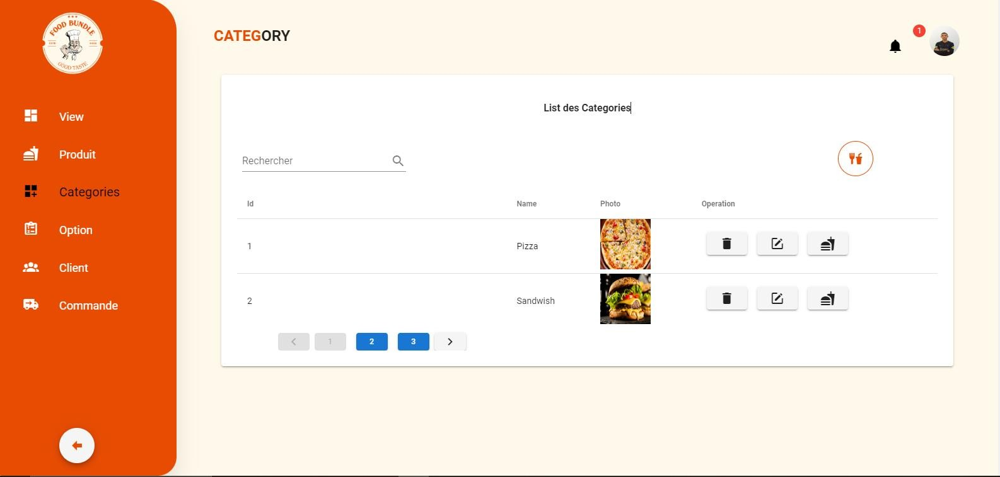 FOOD BUNDLE
GOOD TASTE
CATEGORY
1
View
Produit
Categories
Option
Client
Commande
List des Categories
Rechercher
Id Name Photo Operation
1 Pizza
2 Sandwish
1 2 3